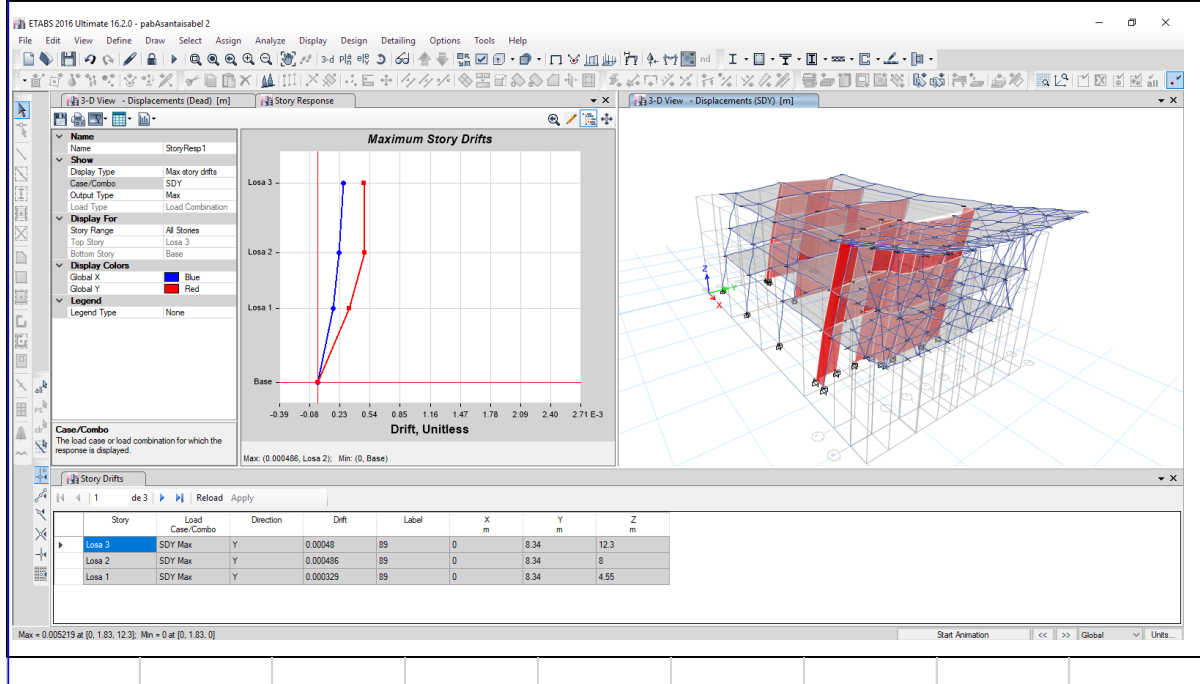 ETABS 2016 Ultimate 16.2.0 - pabAsantaisabel 2
File Edit View Define Draw Select Assign Analyze Display Design Detailing Options Tools Help
3-d
nd
3-D View - Displacements (Dead) [m]
Story Response
3-D View - Displacements (SDY) [m]
Name
Name StoryResp1
Show
Display Type Max story drifts
Case/Combo SDY
Output Type Max
Load Type Load Combination
Display For
Story Range All Stories
Top Story Losa 3
Bottom Story Base
Display Colors
Global X Blue
Global Y Red
Legend
Legend Type None
Case/Combo
The load case or load combination for which the
response is displayed.
Maximum Story Drifts
Losa 3
Losa 2
Losa 1
Base
-0.39 -0.08 0.23 0.54 0.85 1.16 1.47 1.78 2.09 2.40 2.71 E-3
Drift, Unitless
Max: (0.000486, Losa 2); Min: (0, Base)
Z
Y
X
all
PS
clr
Story Drifts
1 de 3 Reload Apply
Story Load Case/Combo Direction Drift Label X m Y m Z m
Losa 3 SDY Max Y 0.00048 89 0 8.34 12.3
Losa 2 SDY Max Y 0.000486 89 0 8.34 8
Losa 1 SDY Max Y 0.000329 89 0 8.34 4.55
Max = 0.005219 at [0, 1.83, 12.3]; Min = 0 at [0, 1.83, 0]
Start Animation << >> Global Units...